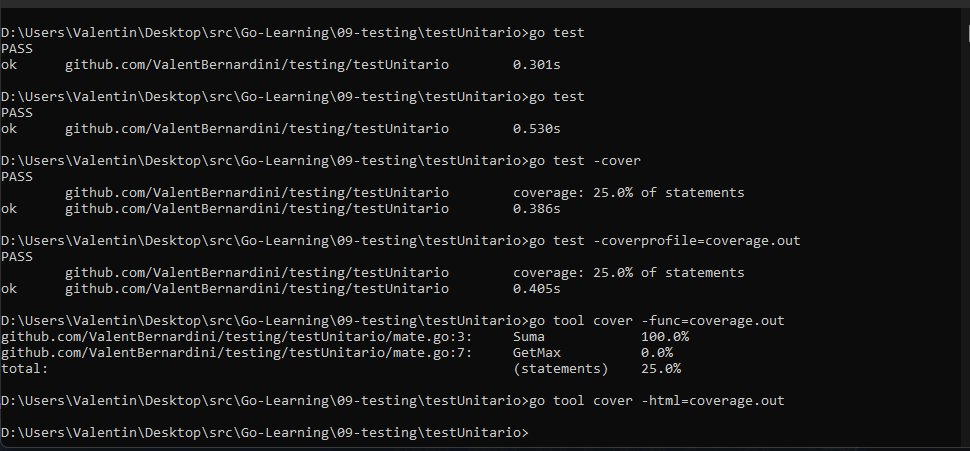 D:\Users\Valentin\Desktop\src\Go-Learning\09-testing\testUnitario>go test
PASS
ok      github.com/ValentBernardini/testing/testUnitario        0.301s
D:\Users\Valentin\Desktop\src\Go-Learning\09-testing\testUnitario>go test
PASS
ok      github.com/ValentBernardini/testing/testUnitario        0.530s
D:\Users\Valentin\Desktop\src\Go-Learning\09-testing\testUnitario>go test -cover
PASS
        github.com/ValentBernardini/testing/testUnitario        coverage: 25.0% of statements
ok      github.com/ValentBernardini/testing/testUnitario        0.386s
D:\Users\Valentin\Desktop\src\Go-Learning\09-testing\testUnitario>go test -coverprofile=coverage.out
PASS
        github.com/ValentBernardini/testing/testUnitario        coverage: 25.0% of statements
ok      github.com/ValentBernardini/testing/testUnitario        0.405s
D:\Users\Valentin\Desktop\src\Go-Learning\09-testing\testUnitario>go tool cover -func=coverage.out
github.com/ValentBernardini/testing/testUnitario/mate.go:3:     Suma            100.0%
github.com/ValentBernardini/testing/testUnitario/mate.go:7:     GetMax          0.0%
total:                                                          (statements)    25.0%
D:\Users\Valentin\Desktop\src\Go-Learning\09-testing\testUnitario>go tool cover -html=coverage.out
D:\Users\Valentin\Desktop\src\Go-Learning\09-testing\testUnitario>